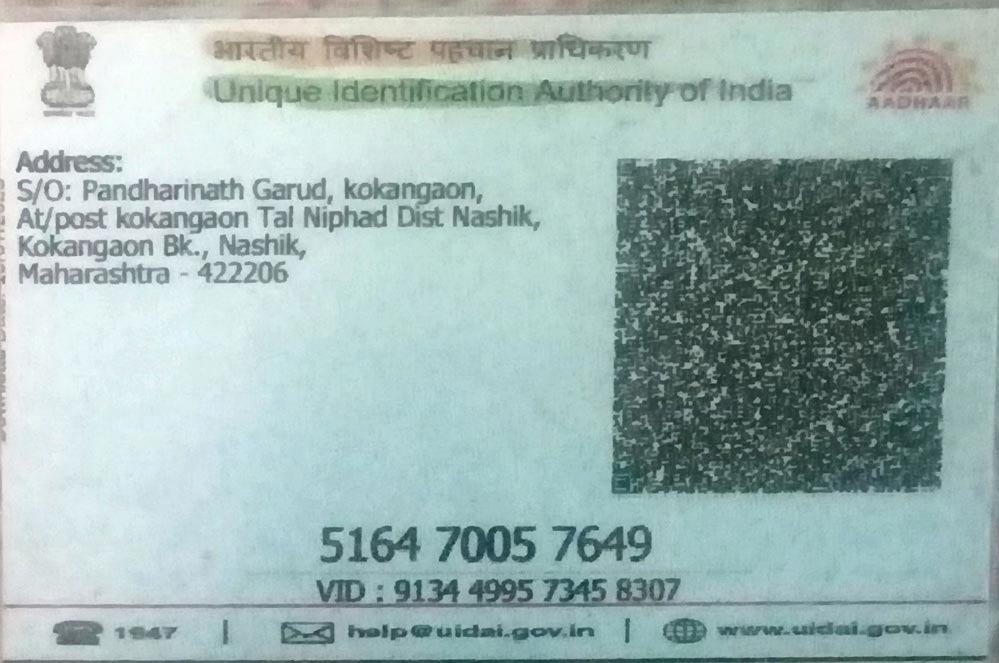 भारतीय विशिष्ट पहचान प्राधिकरण
Unique Identification Authority of India
AADHAAR
Address:
S/O: Pandharinath Garud, kokangaon,
At/post kokangaon Tal Niphad Dist Nashik,
Kokangaon Bk., Nashik,
Maharashtra - 422206
5164 7005 7649
VID : 9134 4995 7345 8307
1947 | help@uidai.gov.in | www.uidai.gov.in